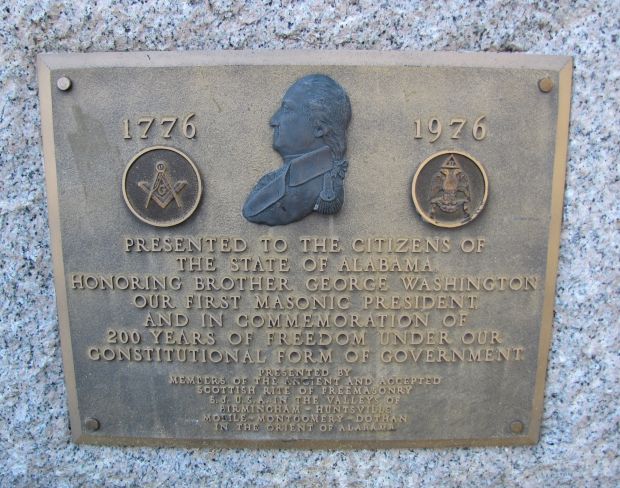 1776 1976
G
PRESENTED TO THE CITIZENS OF
THE STATE OF ALABAMA
HONORING BROTHER GEORGE WASHINGTON
OUR FIRST MASONIC PRESIDENT
AND IN COMMEMORATION OF
200 YEARS OF FREEDOM UNDER OUR
CONSTITUTIONAL FORM OF GOVERNMENT
PRESENTED BY
MEMBERS OF THE ANCIENT AND ACCEPTED
SCOTTISH RITE OF FREEMASONRY
S.J. U.S.A. IN THE VALLEYS OF
BIRMINGHAM - HUNTSVILLE
MOBILE - MONTGOMERY - DOTHAN
IN THE ORIENT OF ALABAMA